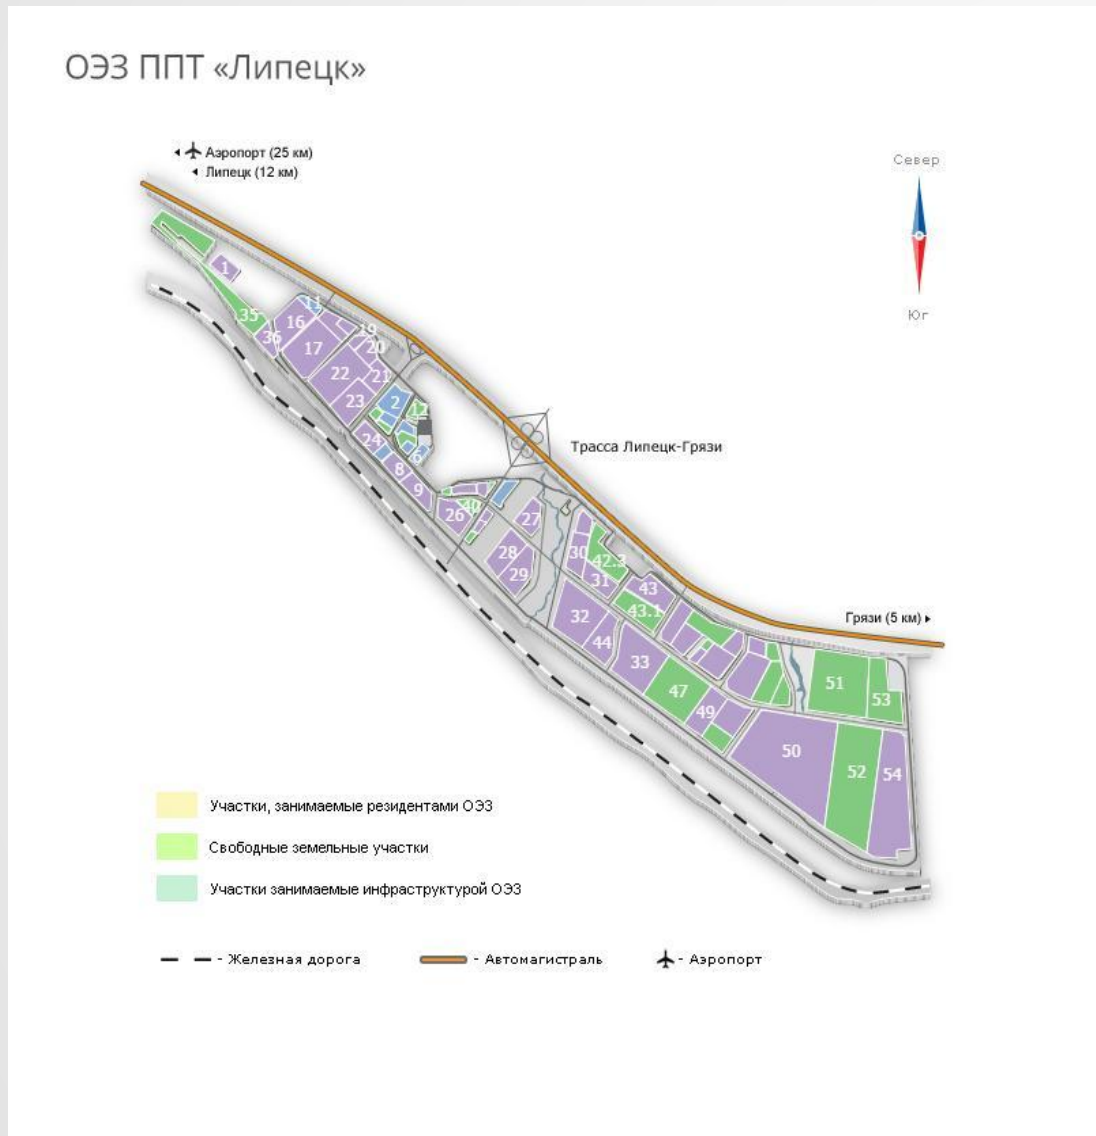 ОЭЗ ППТ «Липецк»
Аэропорт (25 км)
Липецк (12 км)
Север
Юг
1
35
36
11
16
17
19
20
22
21
23
2
12
24
6
8
9
Трасса Липецк-Грязи
40
26
27
28
29
30
42.3
31
43
43.1
32
44
33
Грязи (5 км)
47
49
51
53
50
52
54
Участки, занимаемые резидентами ОЭЗ
Свободные земельные участки
Участки занимаемые инфраструктурой ОЭЗ
- Железная дорога
- Автомагистраль
- Аэропорт